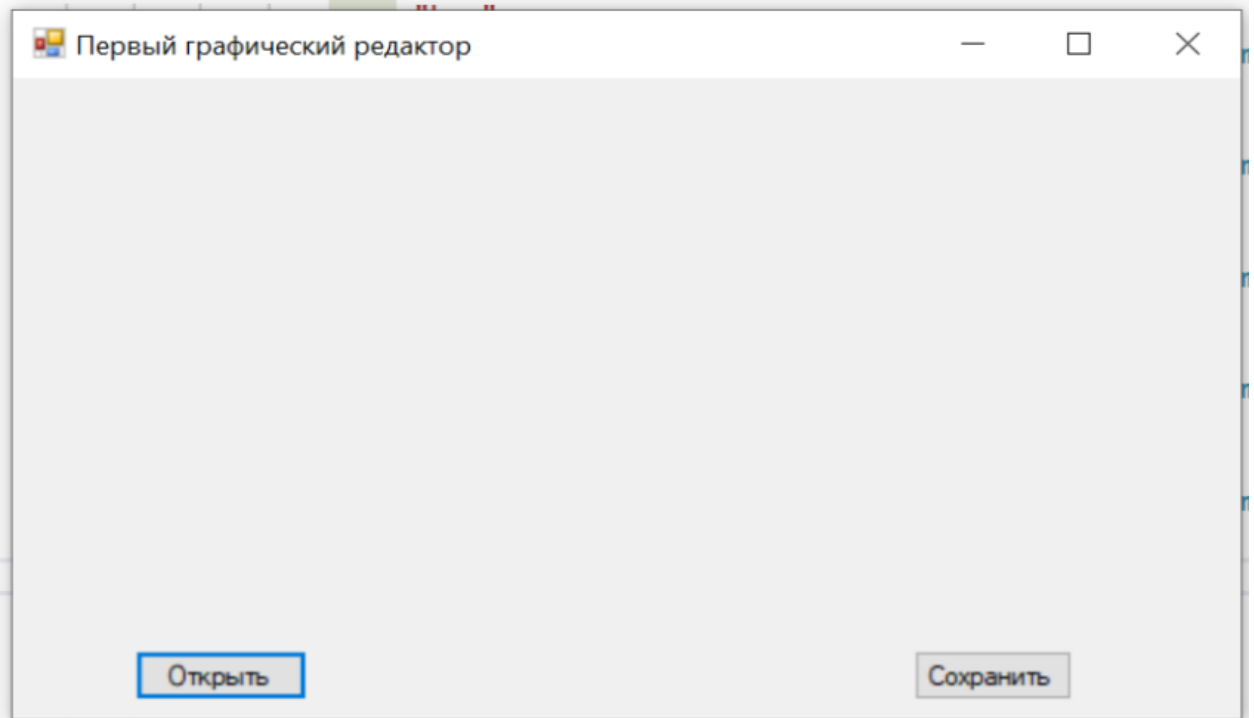 Первый графический редактор
Открыть
Сохранить